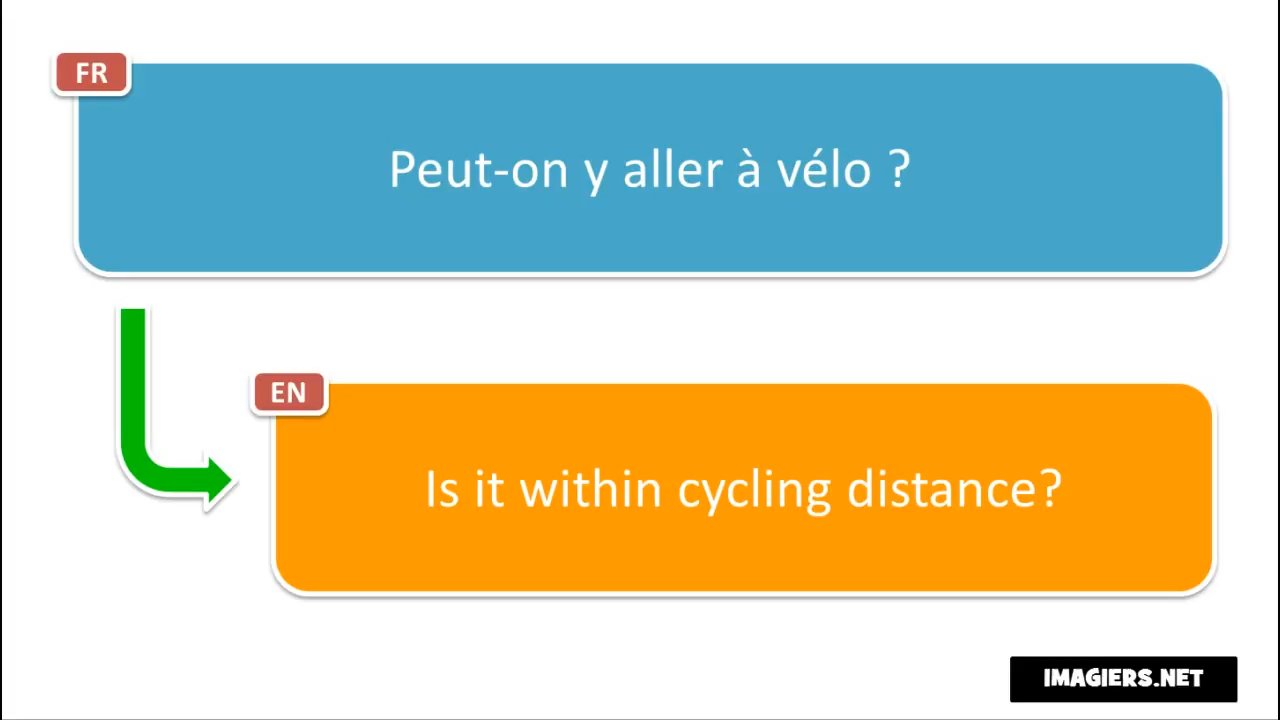 FR
Peut-on y aller à vélo ?
EN
Is it within cycling distance?
IMAGIERS.NET